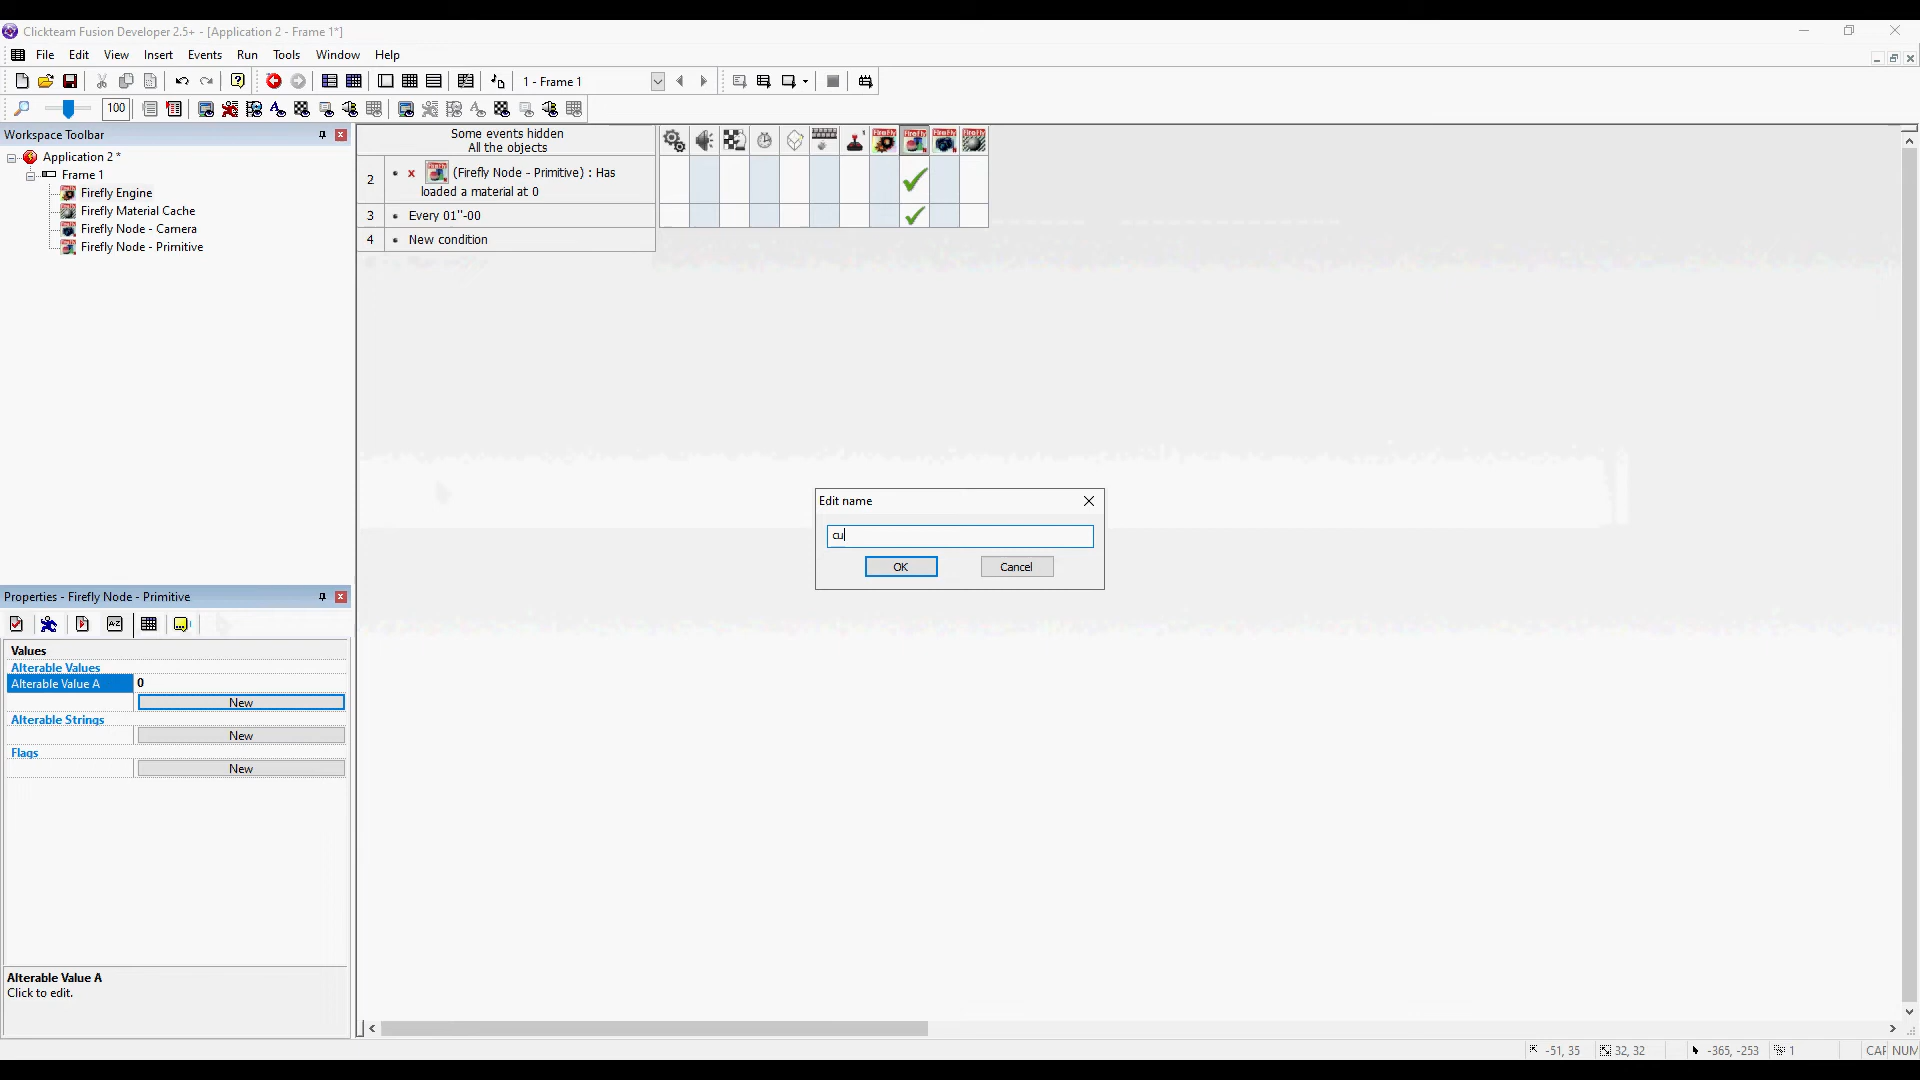 Clickteam Fusion Developer 2.5+ - [Application 2 - Frame 1*]
File Edit View Insert Events Run Tools Window Help
1 - Frame 1
100
Workspace Toolbar
Application 2 *
Frame 1
Firefly Engine
Firefly Material Cache
Firefly Node - Camera
Firefly Node - Primitive
Some events hidden
All the objects
2
x (Firefly Node - Primitive) : Has
loaded a material at 0
3 Every 01"-00
4 New condition
Edit name
cu
OK Cancel
Properties - Firefly Node - Primitive
Values
Alterable Values
Alterable Value A 0
New
Alterable Strings
New
Flags
New
Alterable Value A
Click to edit.
-51, 35 32, 32 -365, -253 1 CAP NUM